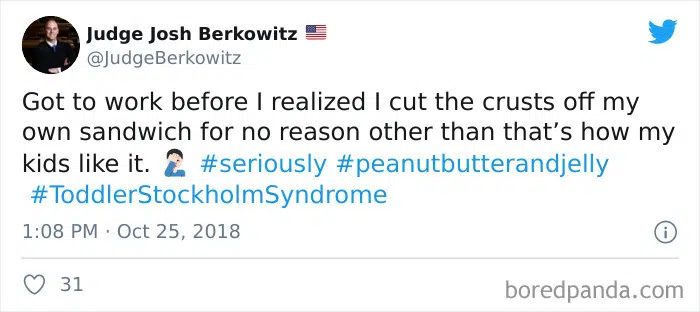 Judge Josh Berkowitz 🇺🇸
@JudgeBerkowitz
Got to work before I realized I cut the crusts off my
own sandwich for no reason other than that’s how my
kids like it. 🤦🏻‍♂️ #seriously #peanutbutterandjelly
#ToddlerStockholmSyndrome
1:08 PM · Oct 25, 2018
31
boredpanda.com